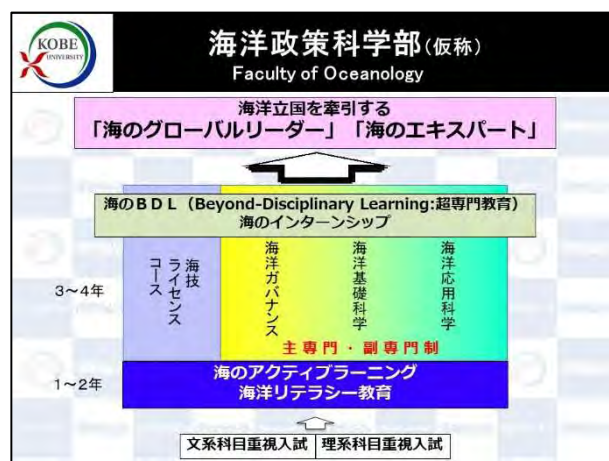 KOBE
UNIVERSITY
海洋政策科学部(仮称)
Faculty of Oceanology
海洋立国を牽引する
「海のグローバルリーダー」「海のエキスパート」
海のBDL(Beyond-Disciplinary Learning:超専門教育)
海のインターンシップ
3~4年
海技
ライセンス
コース
海洋ガバナンス
海洋基礎科学
海洋応用科学
主専門・副専門制
1~2年
海のアクティブラーニング
海洋リテラシー教育
文系科目重視入試 理系科目重視入試